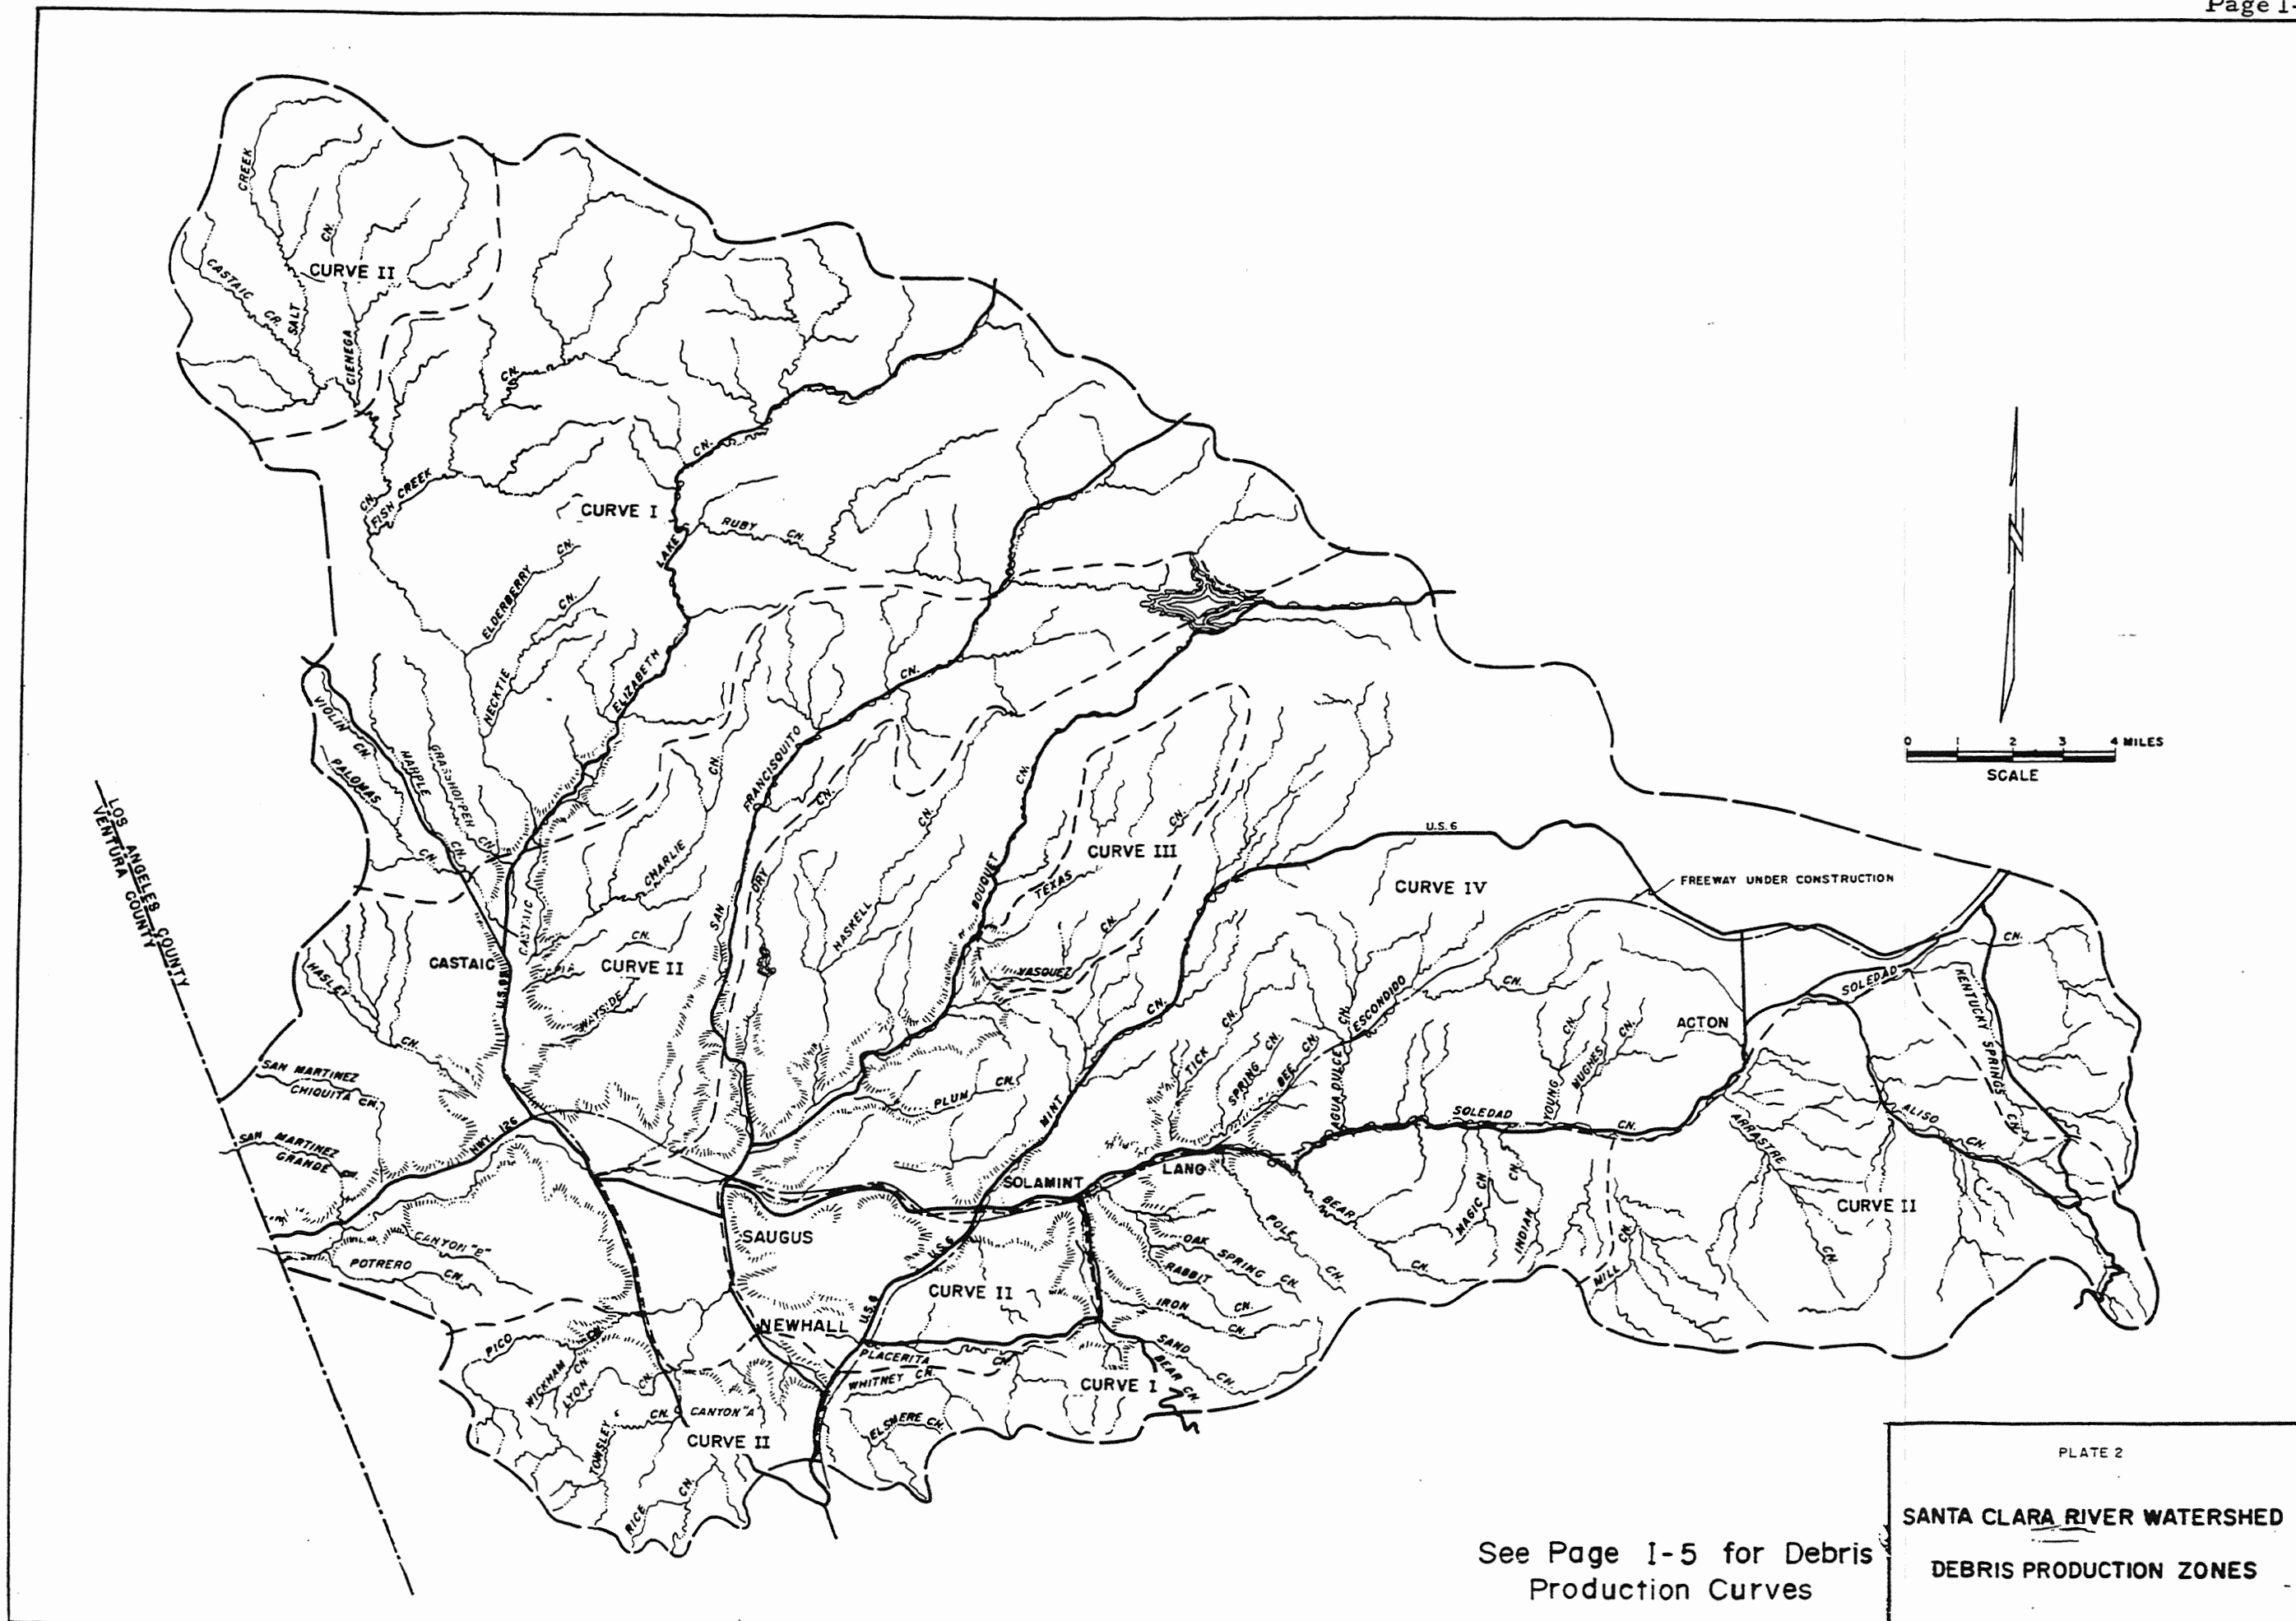 Page I-
CREEK
CN.
CURVE II
CASTAIC
CR.
SALT
CIENEGA
CN.
CN.
CN.
FISH CREEK
CURVE I
LAKE
RUBY
CN.
CN.
ELDERBERRY
CN.
NECKTIE
ELIZABETH
CN.
VIOLIN
CN.
PALOMAS
CN.
MARPLE
CN.
GRASSHOPPER
CN.
CN.
FRANCISQUITO
SAN
CN.
DRY
CN.
HASKELL
CN.
BOUQUET
CN.
CURVE III
TEXAS
CN.
CN.
VASQUEZ
0 1 2 3 4 MILES
SCALE
U.S. 6
CURVE IV
FREEWAY UNDER CONSTRUCTION
LOS ANGELES COUNTY
VENTURA COUNTY
CHARLIE
CASTAIC
CASTAIC
CN.
CURVE II
WAYSIDE
U.S. 99
HASLEY
CN.
SAN MARTINEZ
CHIQUITA CN.
SAN MARTINEZ
GRANDE CN.
HWY. 126
PLUM
CN.
MINT
CN.
TICK
CN.
SPRING
CN.
BEE
CN.
AGUA DULCE
CN.
ESCONDIDO
CN.
YOUNG
CN.
HUGHES
CN.
ACTON
SOLEDAD
CN.
KENTUCKY SPRINGS
CN.
SOLEDAD
CN.
ARRASTRE
CN.
ALISO
CN.
CURVE II
SOLAMINT
LANG
SAUGUS
CANYON "B"
POTRERO
CN.
U.S. 6
U.S. 6
CURVE II
NEWHALL
OAK SPRING CN.
RABBIT
CN.
IRON
CN.
POLE
CN.
BEAR
CN.
MAGIC CN
INDIAN
CN.
MILL
CN.
SAND
CN.
BEAR CN.
PLACERITA
CN.
WHITNEY CN.
CURVE I
ELSMERE CN.
PICO
CN.
WICKHAM
CN.
LYON
CN.
TOWSLEY
CN.
CANYON "A"
CURVE II
RICE
CN.
See Page I-5 for Debris
Production Curves
PLATE 2
SANTA CLARA RIVER WATERSHED
DEBRIS PRODUCTION ZONES